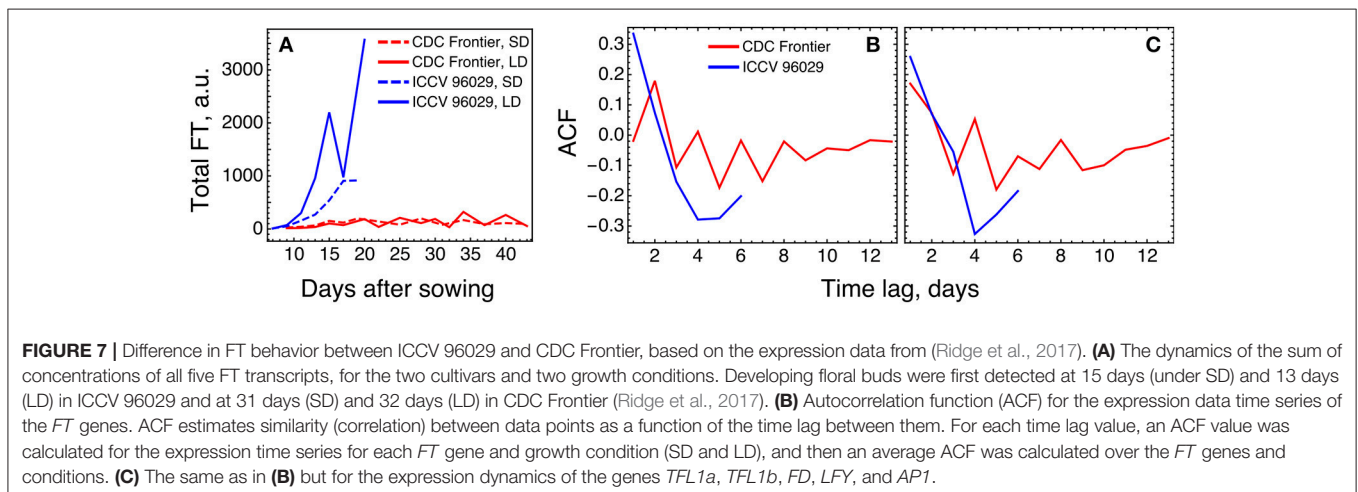 A
CDC Frontier, SD
CDC Frontier, LD
ICCV 96029, SD
ICCV 96029, LD
Total FT, a.u.
3000
2000
1000
0
10 15 20 25 30 35 40
Days after sowing
B
CDC Frontier
ICCV 96029
ACF
0.3
0.2
0.1
0.0
−0.1
−0.2
−0.3
2 4 6 8 10 12
C
2 4 6 8 10 12
Time lag, days
FIGURE 7 | Difference in FT behavior between ICCV 96029 and CDC Frontier, based on the expression data from (Ridge et al., 2017). (A) The dynamics of the sum of
concentrations of all five FT transcripts, for the two cultivars and two growth conditions. Developing floral buds were first detected at 15 days (under SD) and 13 days
(LD) in ICCV 96029 and at 31 days (SD) and 32 days (LD) in CDC Frontier (Ridge et al., 2017). (B) Autocorrelation function (ACF) for the expression data time series of
the FT genes. ACF estimates similarity (correlation) between data points as a function of the time lag between them. For each time lag value, an ACF value was
calculated for the expression time series for each FT gene and growth condition (SD and LD), and then an average ACF was calculated over the FT genes and
conditions. (C) The same as in (B) but for the expression dynamics of the genes TFL1a, TFL1b, FD, LFY, and AP1.